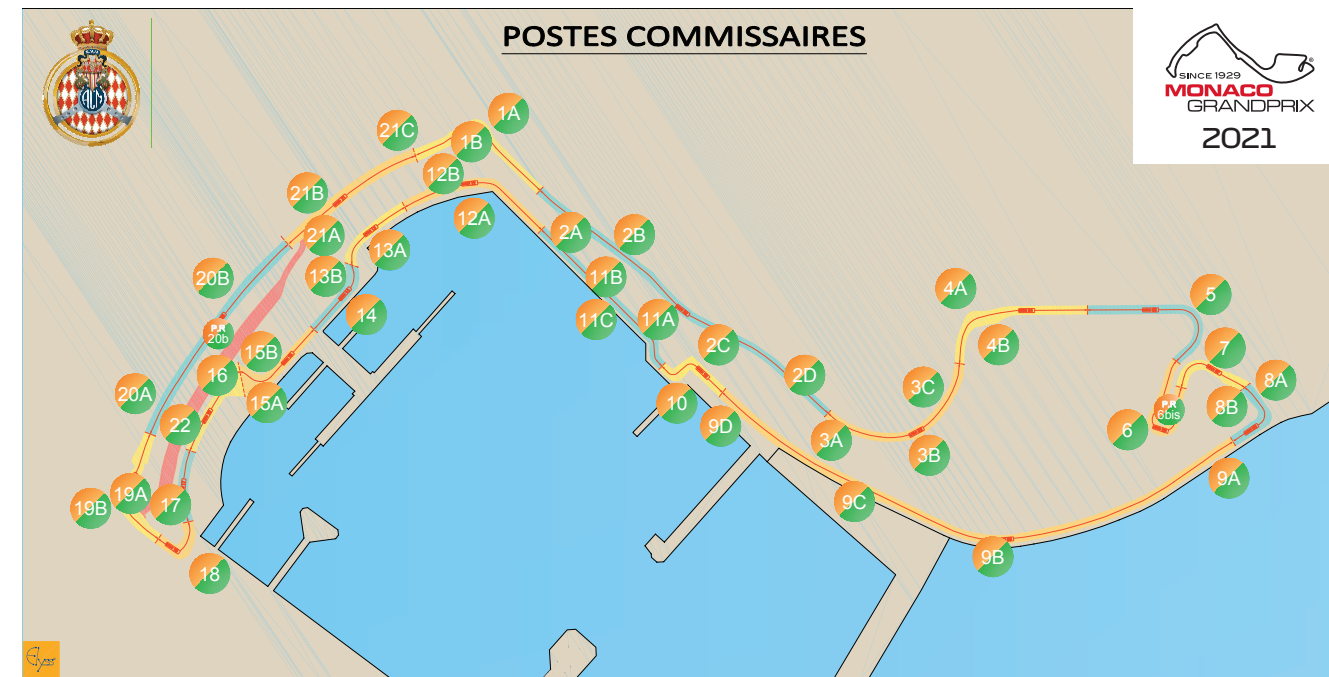 POSTES COMMISSAIRES
ACM
SINCE 1929
MONACO
GRANDPRIX
2021
1A
21C
1B
12B
21B
12A
2A
2B
21A
13A
20B
13B
11B
4A
5
14
11C
11A
P.R
20b
15B
2C
4B
7
16
2D
3C
8A
20A
15A
10
8B
P.R
6bis
22
9D
6
3A
3B
9A
19A
19B
17
9C
9B
18
Elyps